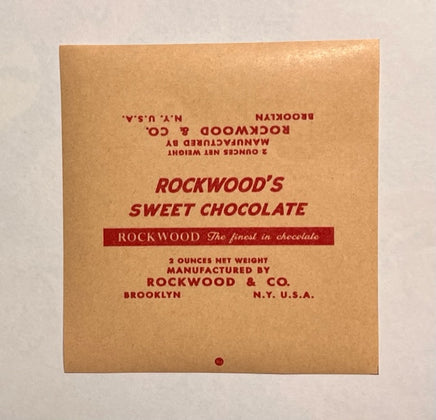 BROOKLYN N.Y. U.S.A.
ROCKWOOD & CO.
MANUFACTURED BY
2 OUNCES NET WEIGHT
ROCKWOOD'S
SWEET CHOCOLATE
ROCKWOOD The finest in chocolate
2 OUNCES NET WEIGHT
MANUFACTURED BY
ROCKWOOD & CO.
BROOKLYN N.Y. U.S.A.